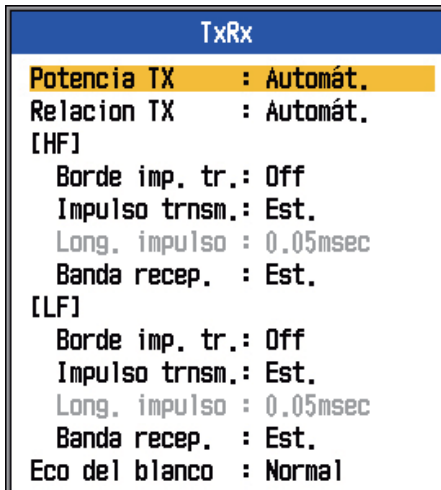 TxRx
Potencia TX : Automát.
Relacion TX : Automát.
[HF]
Borde imp. tr.: Off
Impulso trnsm.: Est.
Long. impulso : 0.05msec
Banda recep. : Est.
[LF]
Borde imp. tr.: Off
Impulso trnsm.: Est.
Long. impulso : 0.05msec
Banda recep. : Est.
Eco del blanco : Normal